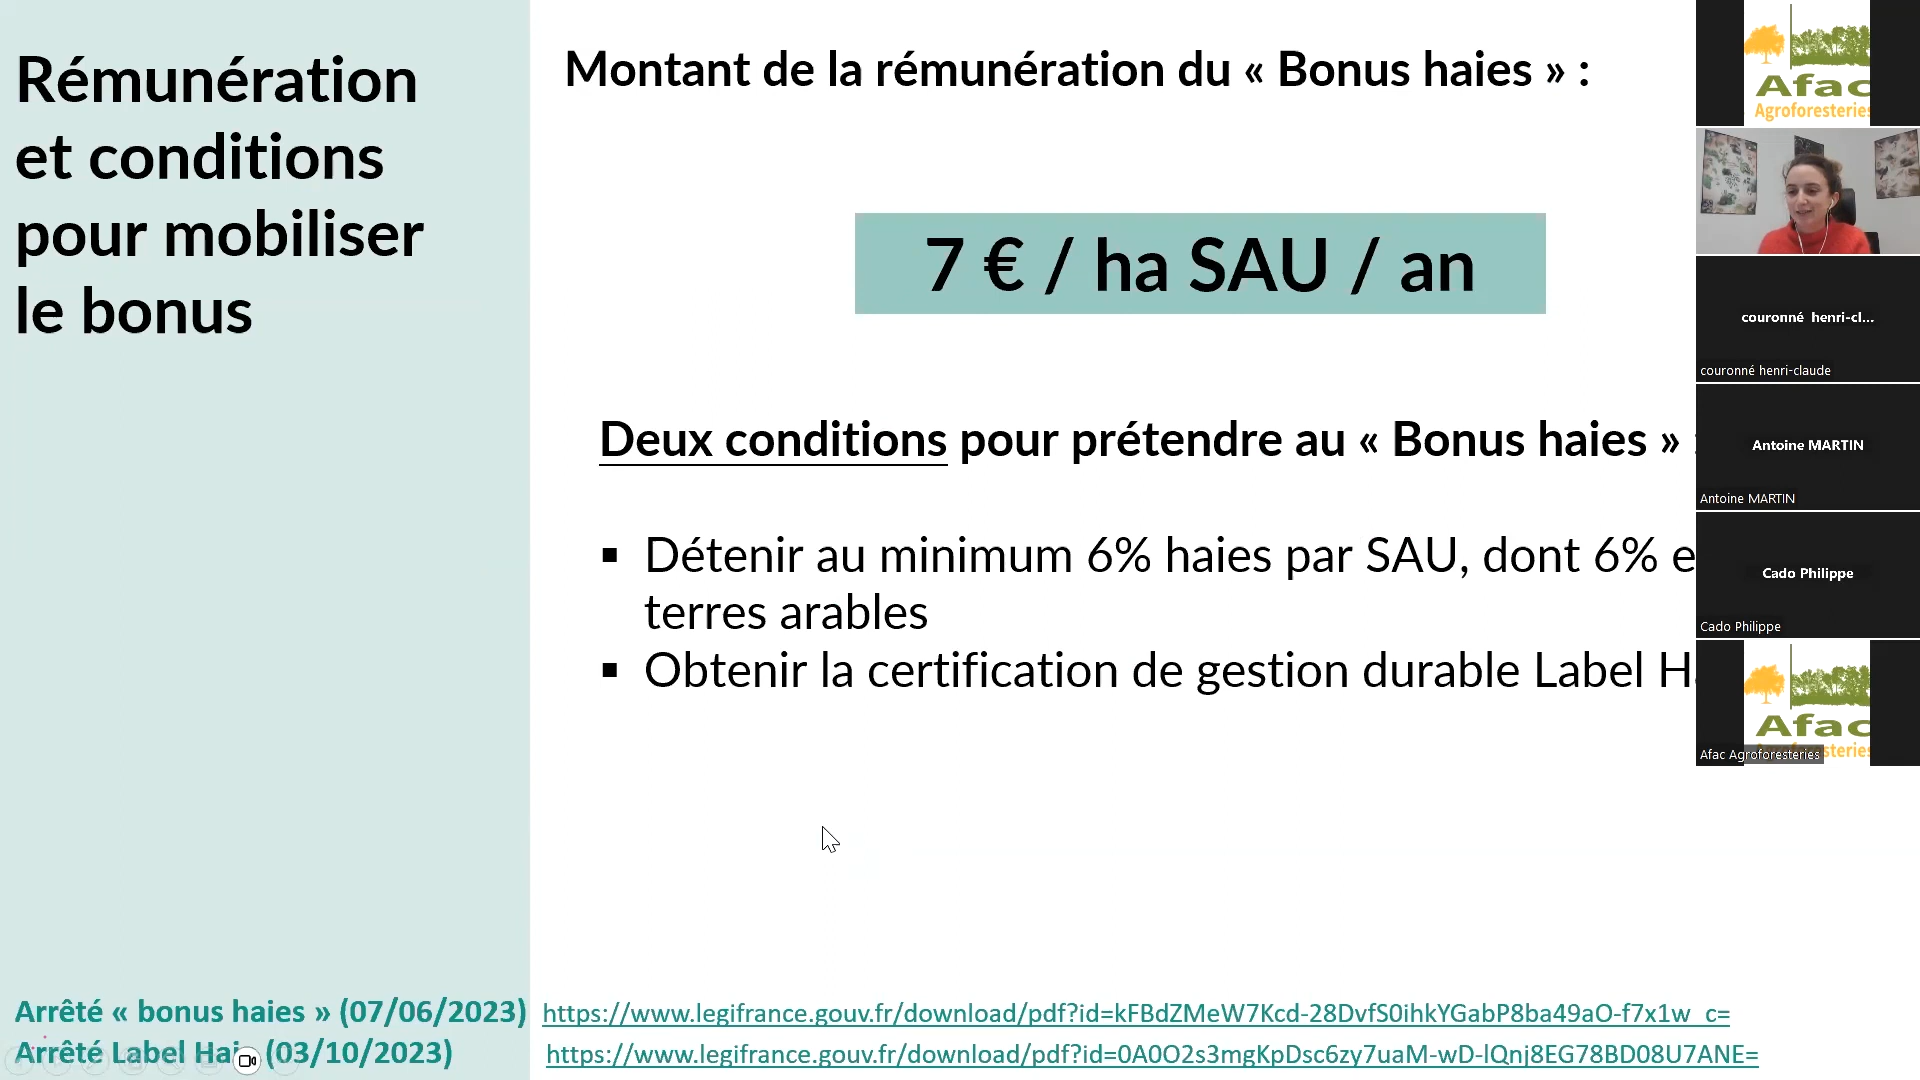 Rémunération
et conditions
pour mobiliser
le bonus
Montant de la rémunération du « Bonus haies » :
7 € / ha SAU / an
Deux conditions pour prétendre au « Bonus haies » :
▪ Détenir au minimum 6% haies par SAU, dont 6% e
terres arables
▪ Obtenir la certification de gestion durable Label H
Arrêté « bonus haies » (07/06/2023) https://www.legifrance.gouv.fr/download/pdf?id=kFBdZMeW7Kcd-28DvfS0ihkYGabP8ba49aO-f7x1w_c=
Arrêté Label Hai (03/10/2023) https://www.legifrance.gouv.fr/download/pdf?id=0A0O2s3mgKpDsc6zy7uaM-wD-lQnj8EG78BD08U7ANE=
Afac
Agroforesteries
couronné henri-cl...
couronné henri-claude
Antoine MARTIN
Antoine MARTIN
Cado Philippe
Cado Philippe
Afac
steries
Afac Agroforesteries